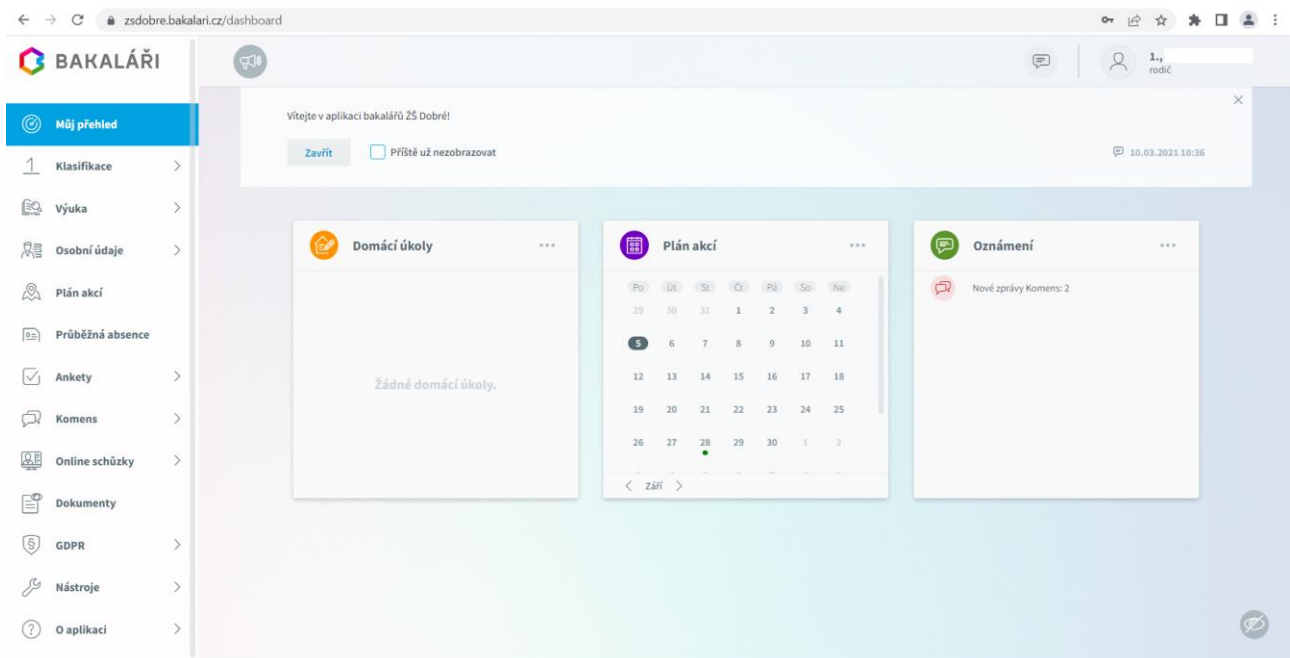 zsdobre.bakalari.cz/dashboard
BAKALÁŘI
1.,
rodič
Můj přehled
Klasifikace
Výuka
Osobní údaje
Plán akcí
Průběžná absence
Ankety
Komens
Online schůzky
Dokumenty
GDPR
Nástroje
O aplikaci
Vítejte v aplikaci bakalářů ZŠ Dobré!
Zavřít
Příště už nezobrazovat
10.03.2021 10:36
Domácí úkoly
Žádné domácí úkoly.
Plán akcí
Po Út St Čt Pá So Ne
29 30 31 1 2 3 4
5 6 7 8 9 10 11
12 13 14 15 16 17 18
19 20 21 22 23 24 25
26 27 28 29 30 1 2
Září
Oznámení
Nové zprávy Komens: 2